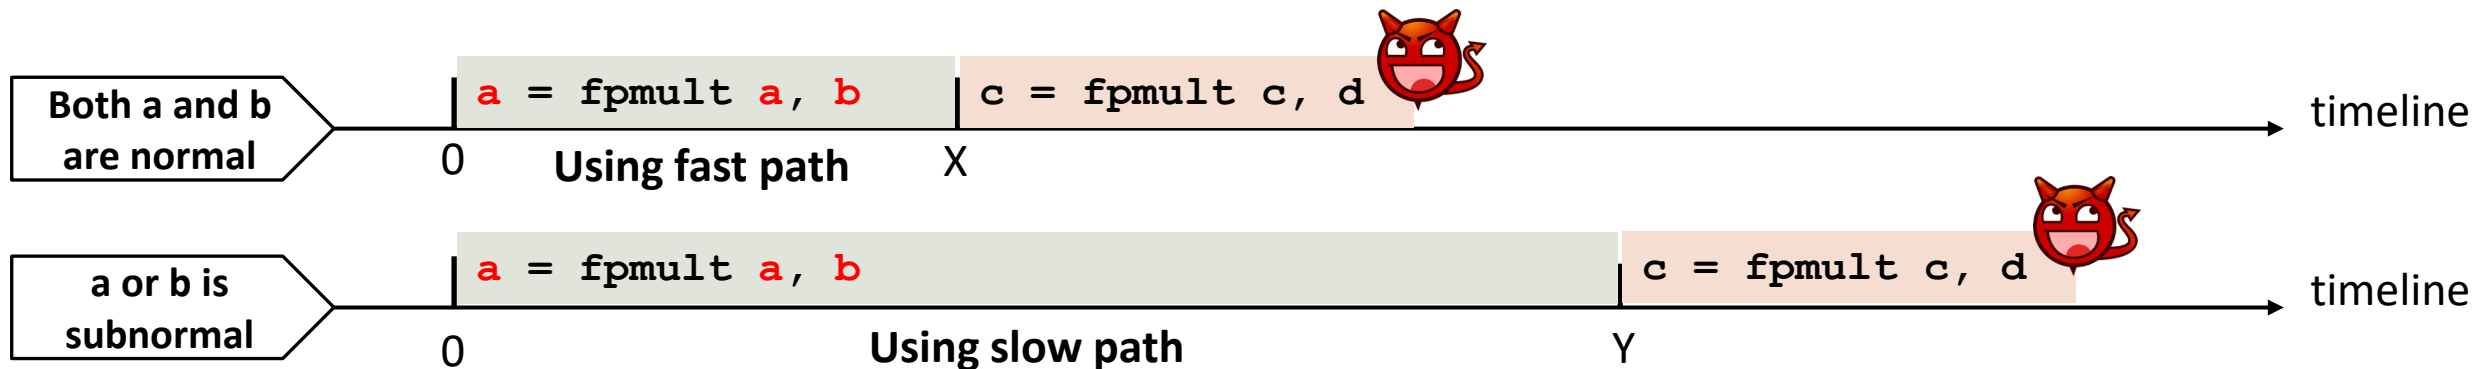 Both a and b
are normal
a = fpmult a, b
c = fpmult c, d
timeline
0
Using fast path
X
a or b is
subnormal
a = fpmult a, b
c = fpmult c, d
timeline
0
Using slow path
Y